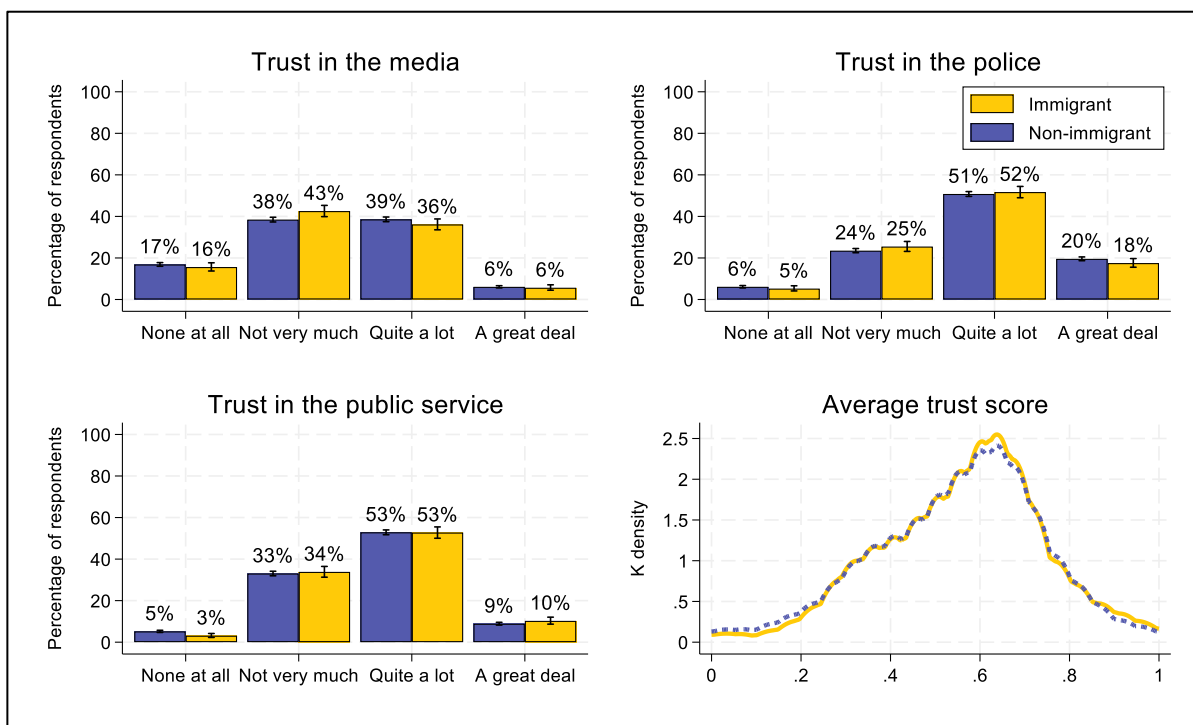 Trust in the media
Percentage of respondents
100
80
60
40
20
0
17% 16% 38% 43% 39% 36% 6% 6%
None at all Not very much Quite a lot A great deal
Trust in the police
Percentage of respondents
100
80
60
40
20
0
Immigrant
Non-immigrant
6% 5% 24% 25% 51% 52% 20% 18%
None at all Not very much Quite a lot A great deal
Trust in the public service
Percentage of respondents
100
80
60
40
20
0
5% 3% 33% 34% 53% 53% 9% 10%
None at all Not very much Quite a lot A great deal
Average trust score
K density
2.5
2
1.5
1
.5
0
0 .2 .4 .6 .8 1